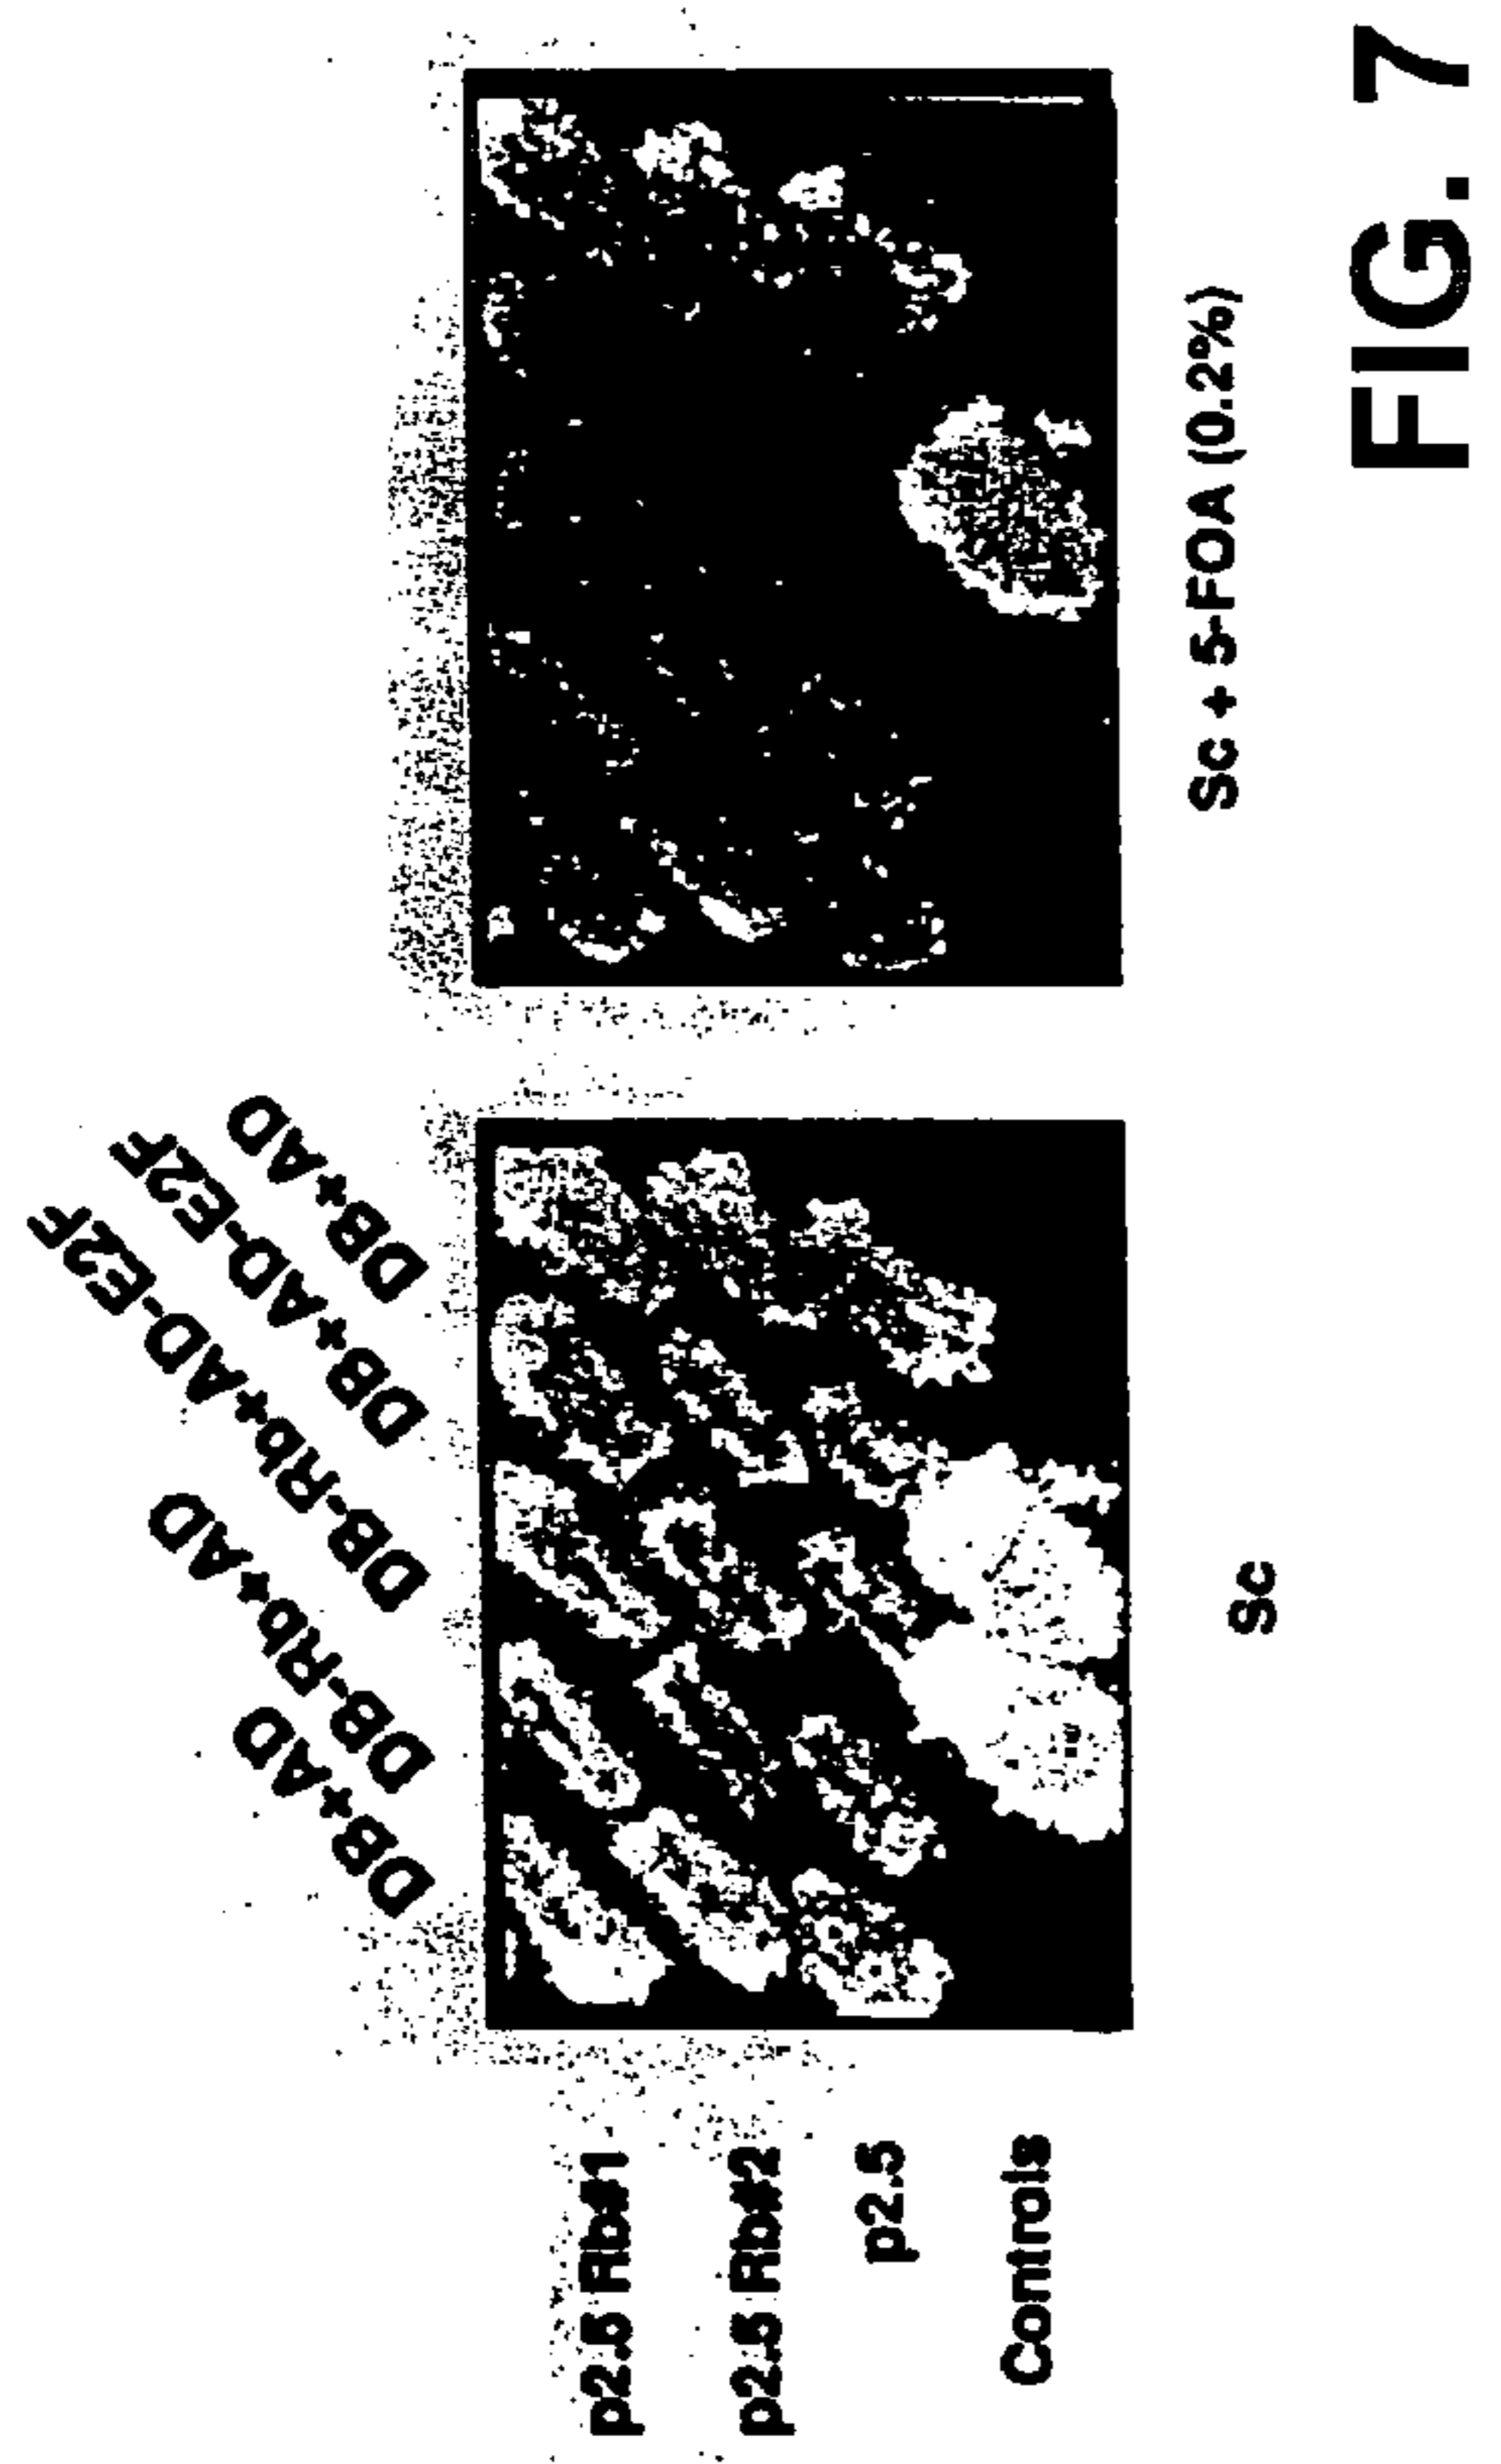 DB+AD
DB-Rb+AD
DB-Rb+AD-E2F
DB+AD-E2F
DB+AD
p2.5 Rb#1
p2.5 Rb#2
p2.5
Controls
Sc
Sc + 5-FOA (0.2%)
FIG. 7